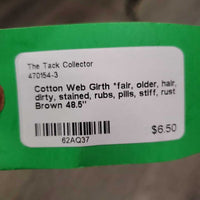 The Tack Collector
470154-3
Cotton Web Girth *fair, older, hair,
dirty, stained, rubs, pills, stiff, rust
Brown 48.5"
$6.50
62AQ37